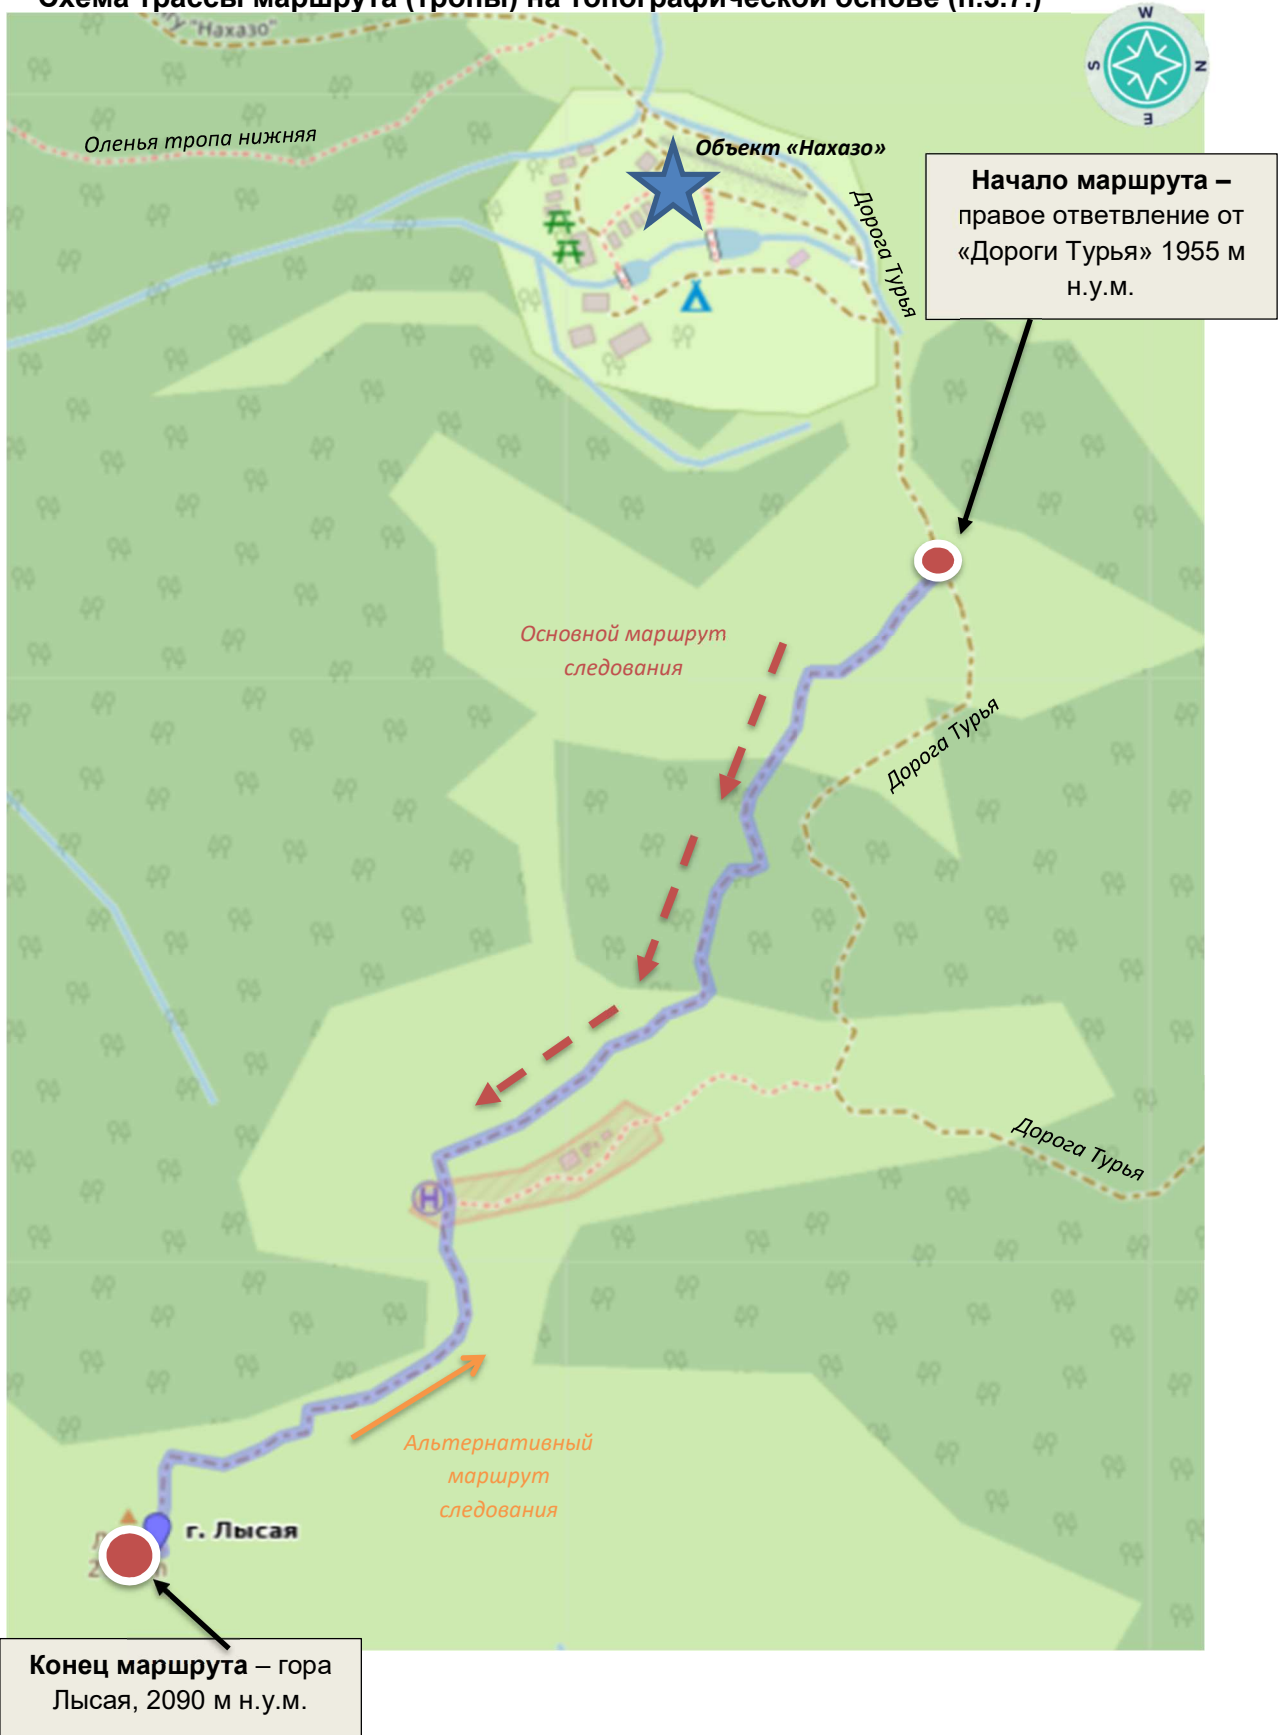 Схема трассы маршрута (тропы) на топографической основе (п.3.7.)
W
S
N
E
"Нахазо"
Оленья тропа нижняя
Объект «Нахазо»
Начало маршрута –
правое ответвление от
«Дороги Турья» 1955 м
н.у.м.
Дорога Турья
Основной маршрут
следования
Дорога Турья
Дорога Турья
H
Альтернативный
маршрут
следования
г. Лысая
Конец маршрута – гора
Лысая, 2090 м н.у.м.